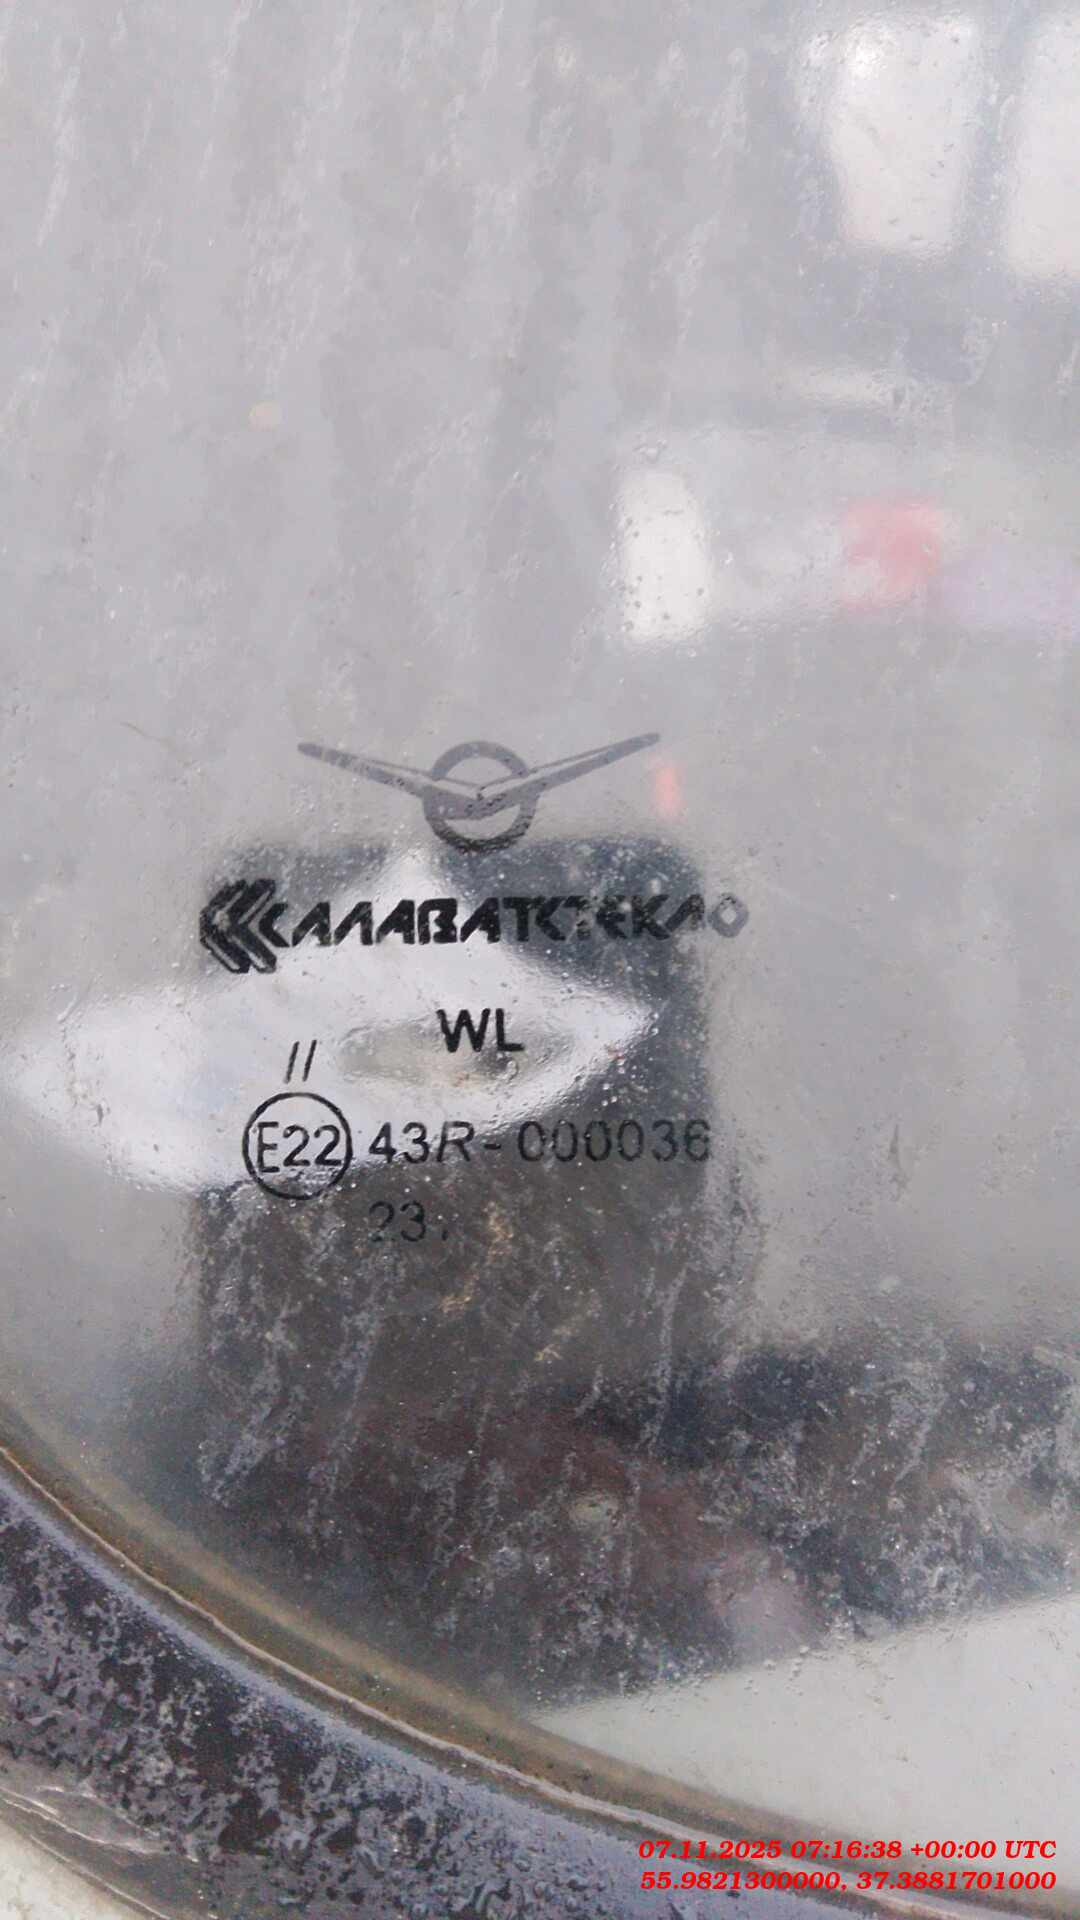 САЛАВАТСТЕКЛО
WL
//
E22 43R-000036
23.
07.11.2025 07:16:38 +00:00 UTC
55.9821300000, 37.3881701000